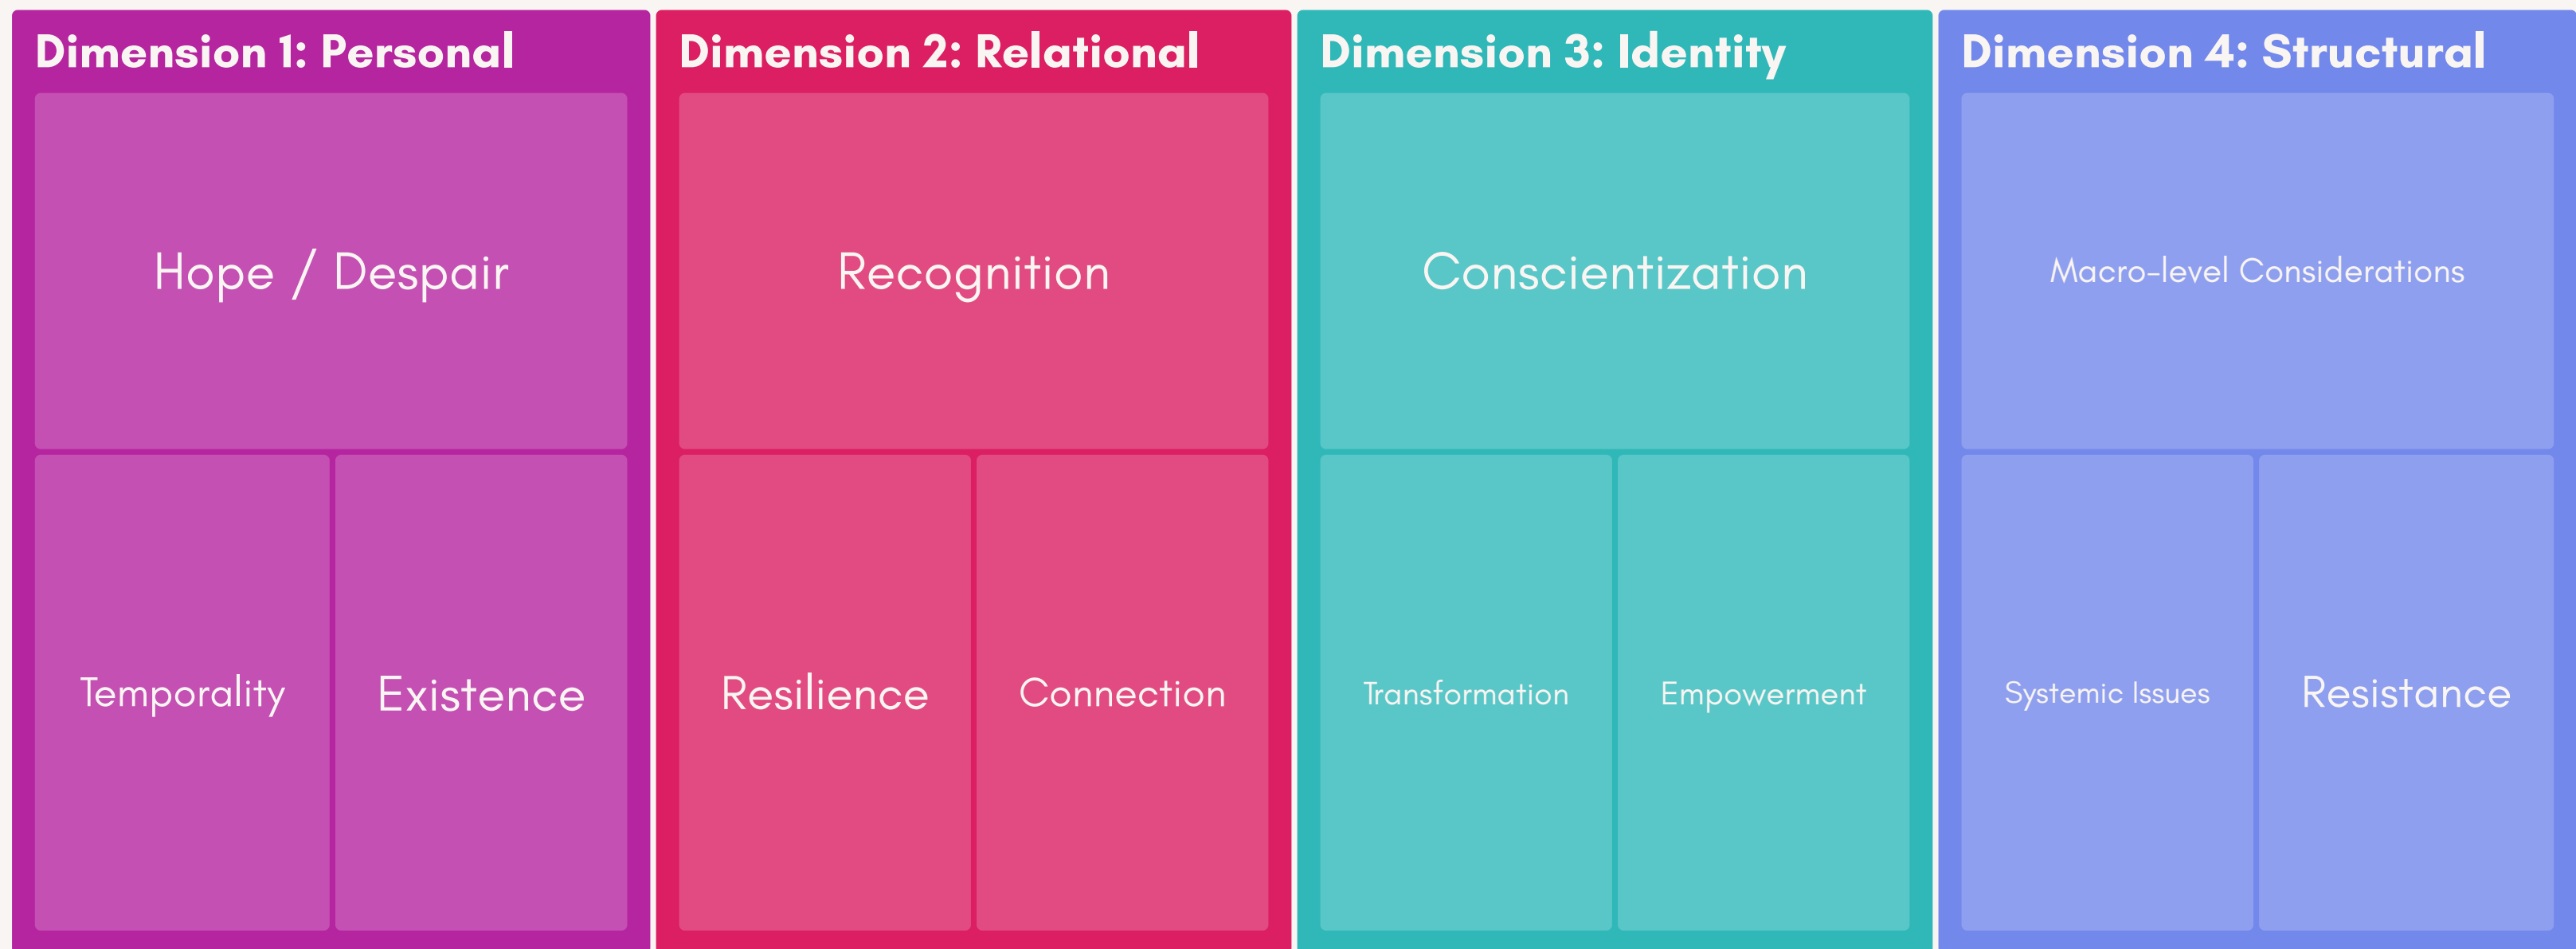 Dimension 1: Personal
Hope / Despair
Temporality
Existence
Dimension 2: Relational
Recognition
Resilience
Connection
Dimension 3: Identity
Conscientization
Transformation
Empowerment
Dimension 4: Structural
Macro-level Considerations
Systemic Issues
Resistance